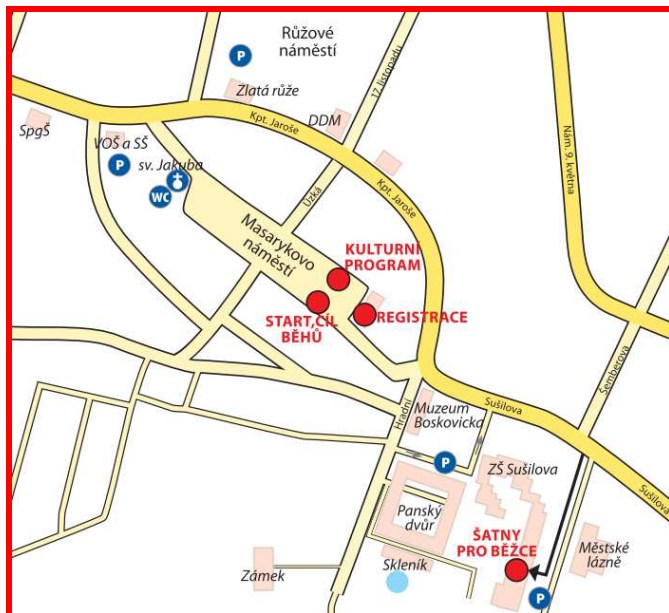 Růžové
náměstí
P
Zlatá růže
17. listopadu
DDM
SpgŠ
VOŠ a SŠ
Kpt. Jaroše
Nám. 9. května
P
sv. Jakuba
WC
Úzká
Kpt. Jaroše
Masarykovo
náměstí
KULTURNÍ
PROGRAM
START, CÍL
BĚHŮ
REGISTRACE
Šemberova
Hradní
Muzeum
Boskovicka
Sušilova
P
ZŠ Sušilova
Sušilova
Panský
dvůr
ŠATNY
PRO BĚŽCE
Městské
lázně
Zámek
Skleník
P